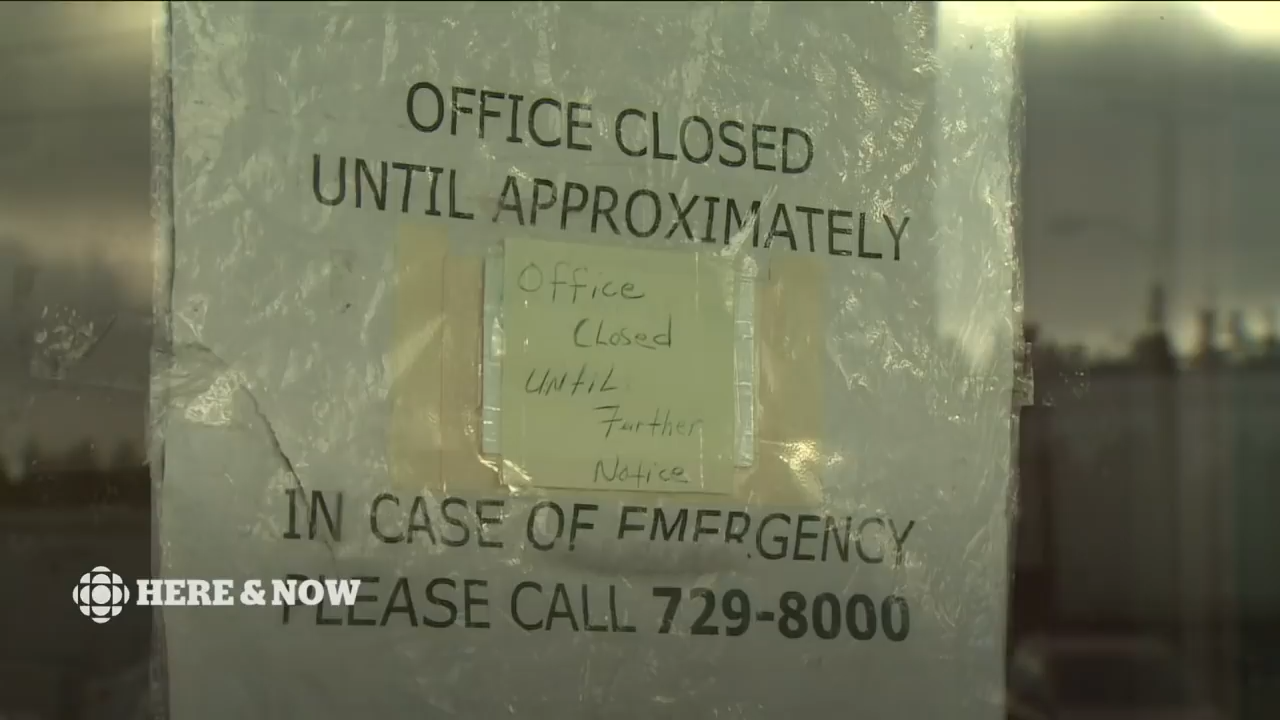 OFFICE CLOSED
UNTIL APPROXIMATELY
Office
Closed
Until
Further
Notice
IN CASE OF EMERGENCY
PLEASE CALL 729-8000
HERE & NOW